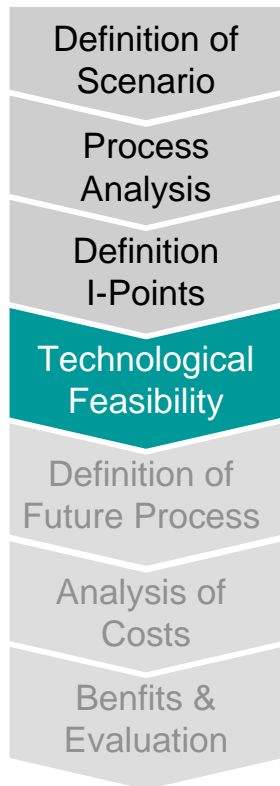 Definition of
Scenario
Process
Analysis
Definition
I-Points
Technological
Feasibility
Definition of
Future Process
Analysis of
Costs
Benfits &
Evaluation